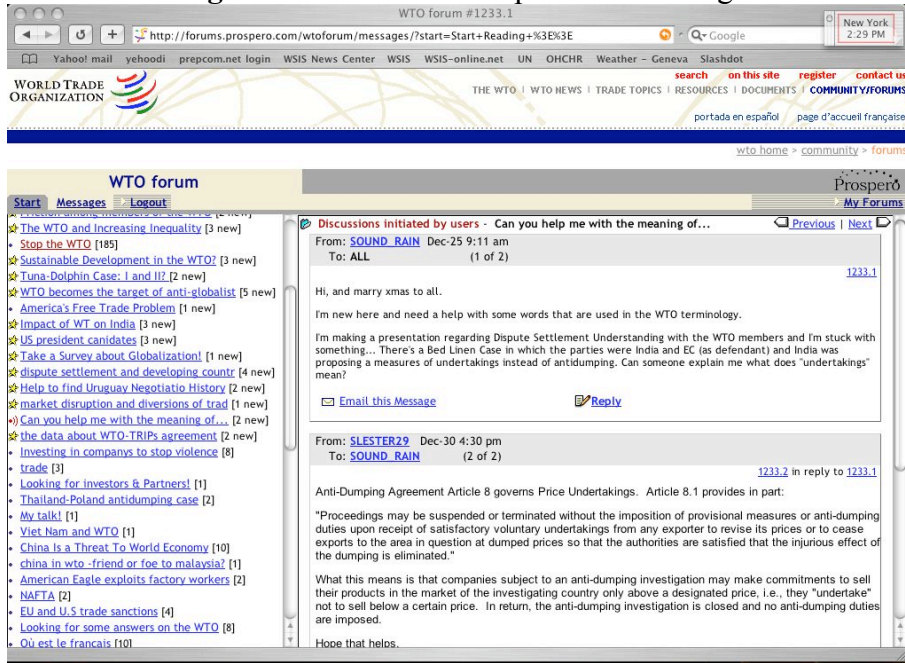 WTO forum #1233.1
New York
2:29 PM
http://forums.prospero.com/wtoforum/messages/?start=Start+Reading+%3E%3E
Google
Yahoo! mail yehoodi prepcom.net login WSIS News Center WSIS WSIS-online.net UN OHCHR Weather - Geneva Slashdot
WORLD TRADE
ORGANIZATION
search on this site register contact us
THE WTO | WTO NEWS | TRADE TOPICS | RESOURCES | DOCUMENTS | COMMUNITY/FORUMS
portada en español page d'accueil française
wto home > community > forums
WTO forum
Prospero
Start Messages Logout
My Forums
The WTO and Increasing Inequality [3 new]
Stop the WTO [185]
Sustainable Development in the WTO? [3 new]
Tuna-Dolphin Case: I and II? [2 new]
WTO becomes the target of anti-globalist [5 new]
America's Free Trade Problem [1 new]
Impact of WT on India [3 new]
US president canidates [3 new]
Take a Survey about Globalization! [1 new]
dispute settlement and developing countr [4 new]
Help to find Uruguay Negotiatio History [2 new]
market disruption and diversions of trad [1 new]
Can you help me with the meaning of... [2 new]
the data about WTO-TRIPs agreement [2 new]
Investing in companys to stop violence [8]
trade [3]
Looking for investors & Partners! [1]
Thailand-Poland antidumping case [2]
My talk! [1]
Viet Nam and WTO [1]
China Is a Threat To World Economy [10]
china in wto -friend or foe to malaysia? [1]
American Eagle exploits factory workers [2]
NAFTA [2]
EU and U.S trade sanctions [4]
Looking for some answers on the WTO [8]
Où est le francais [10]
Discussions initiated by users - Can you help me with the meaning of...
Previous | Next
From: SOUND_RAIN Dec-25 9:11 am
To: ALL (1 of 2)
1233.1
Hi, and marry xmas to all.
I'm new here and need a help with some words that are used in the WTO terminology.
I'm making a presentation regarding Dispute Settlement Understanding with the WTO members and I'm stuck with
something... There's a Bed Linen Case in which the parties were India and EC (as defendant) and India was
proposing a measures of undertakings instead of antidumping. Can someone explain me what does "undertakings"
mean?
Email this Message
Reply
From: SLESTER29 Dec-30 4:30 pm
To: SOUND_RAIN (2 of 2)
1233.2 in reply to 1233.1
Anti-Dumping Agreement Article 8 governs Price Undertakings. Article 8.1 provides in part:
"Proceedings may be suspended or terminated without the imposition of provisional measures or anti-dumping
duties upon receipt of satisfactory voluntary undertakings from any exporter to revise its prices or to cease
exports to the area in question at dumped prices so that the authorities are satisfied that the injurious effect of
the dumping is eliminated."
What this means is that companies subject to an anti-dumping investigation may make commitments to sell
their products in the market of the investigating country only above a designated price, i.e., they "undertake"
not to sell below a certain price. In return, the anti-dumping investigation is closed and no anti-dumping duties
are imposed.
Hope that helps.